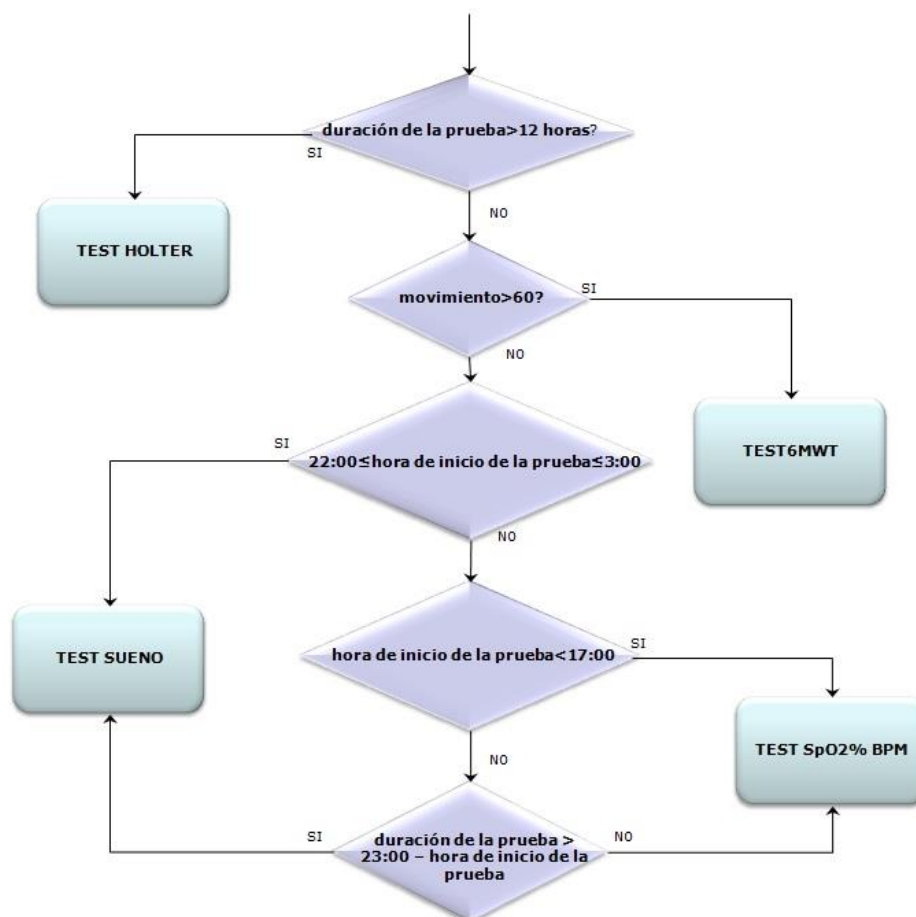 duración de la prueba>12 horas?
SI
NO
TEST HOLTER
movimiento>60?
SI
NO
TEST6MWT
SI
22:00≤hora de inicio de la prueba≤3:00
NO
TEST SUENO
hora de inicio de la prueba<17:00
SI
NO
TEST SpO2% BPM
SI
duración de la prueba >
23:00 – hora de inicio de la
prueba
NO